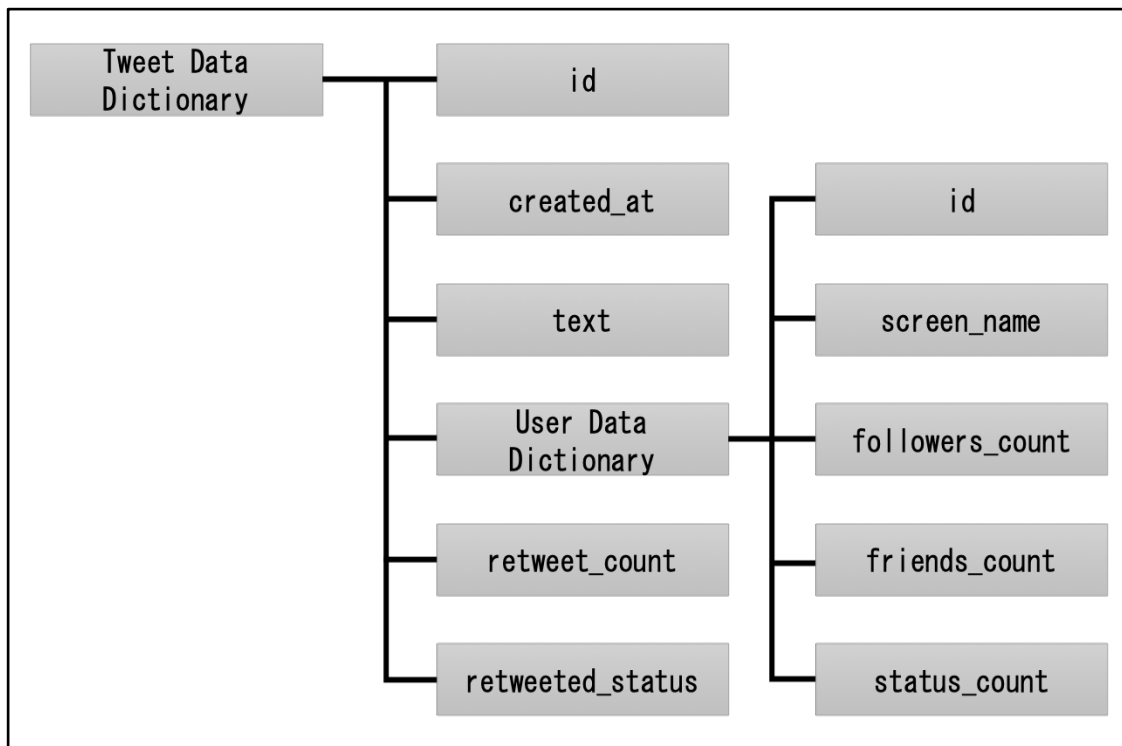 Tweet Data
Dictionary
id
created_at
text
User Data
Dictionary
retweet_count
retweeted_status
id
screen_name
followers_count
friends_count
status_count